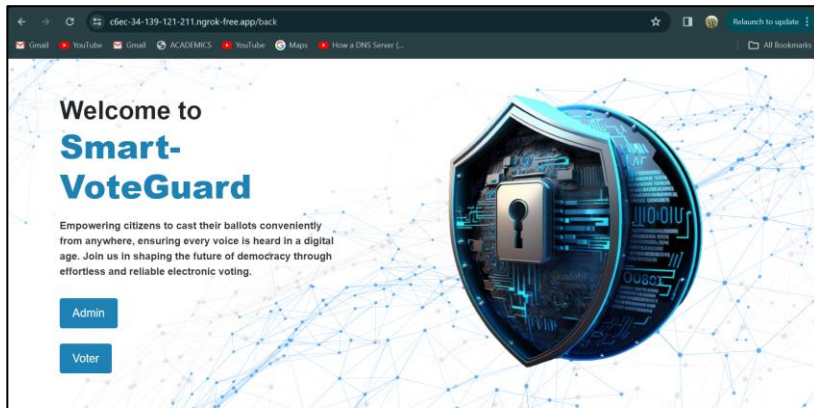 c6ec-34-139-121-211.ngrok-free.app/back
Relaunch to update
Gmail YouTube Gmail ACADEMICS YouTube Maps How a DNS Server (...
All Bookmarks
Welcome to
Smart-
VoteGuard
Empowering citizens to cast their ballots conveniently
from anywhere, ensuring every voice is heard in a digital
age. Join us in shaping the future of democracy through
effortless and reliable electronic voting.
Admin
Voter